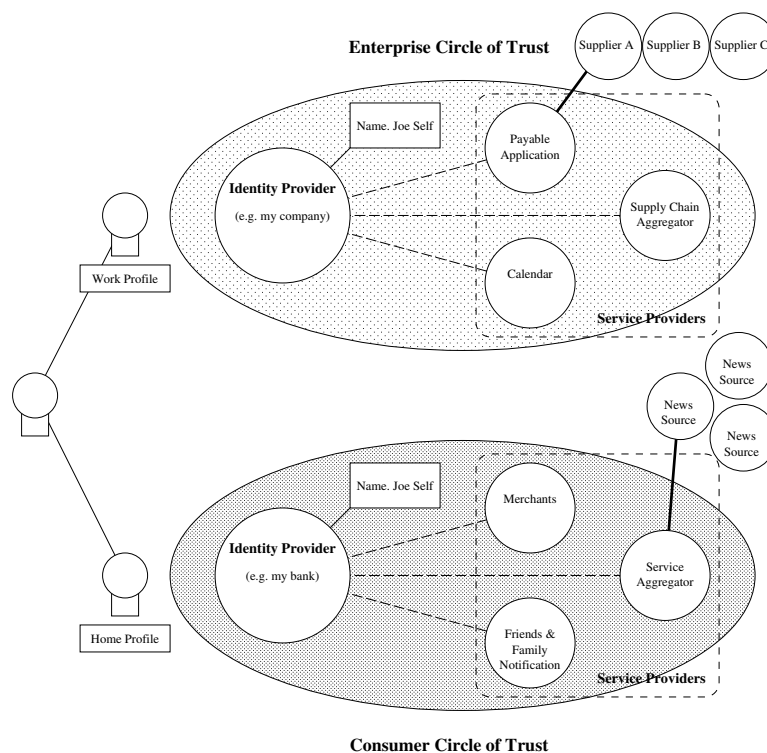 Enterprise Circle of Trust
Supplier A
Supplier B
Supplier C
Name. Joe Self
Payable
Application
Identity Provider
(e.g. my company)
Supply Chain
Aggregator
Calendar
Service Providers
Work Profile
News
Source
News
Source
News
Source
Name. Joe Self
Merchants
Identity Provider
(e.g. my bank)
Service
Aggregator
Friends &
Family
Notification
Service Providers
Home Profile
Consumer Circle of Trust